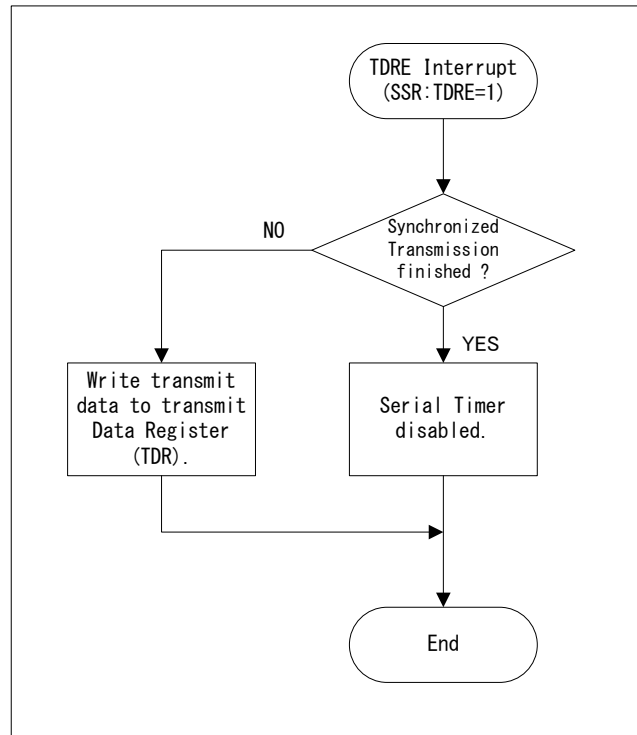 TDRE Interrupt
(SSR:TDRE=1)
Synchronized
Transmission
finished ?
NO
YES
Write transmit
data to transmit
Data Register
(TDR).
Serial Timer
disabled.
End